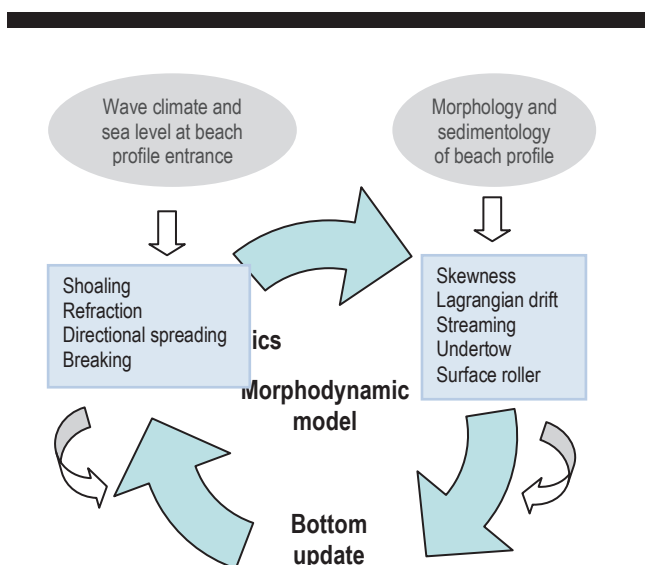 Wave climate and
sea level at beach
profile entrance
Morphology and
sedimentology
of beach profile
Shoaling
Refraction
Directional spreading
Breaking
Skewness
Lagrangian drift
Streaming
Undertow
Surface roller
ics
Morphodynamic
model
Bottom
update